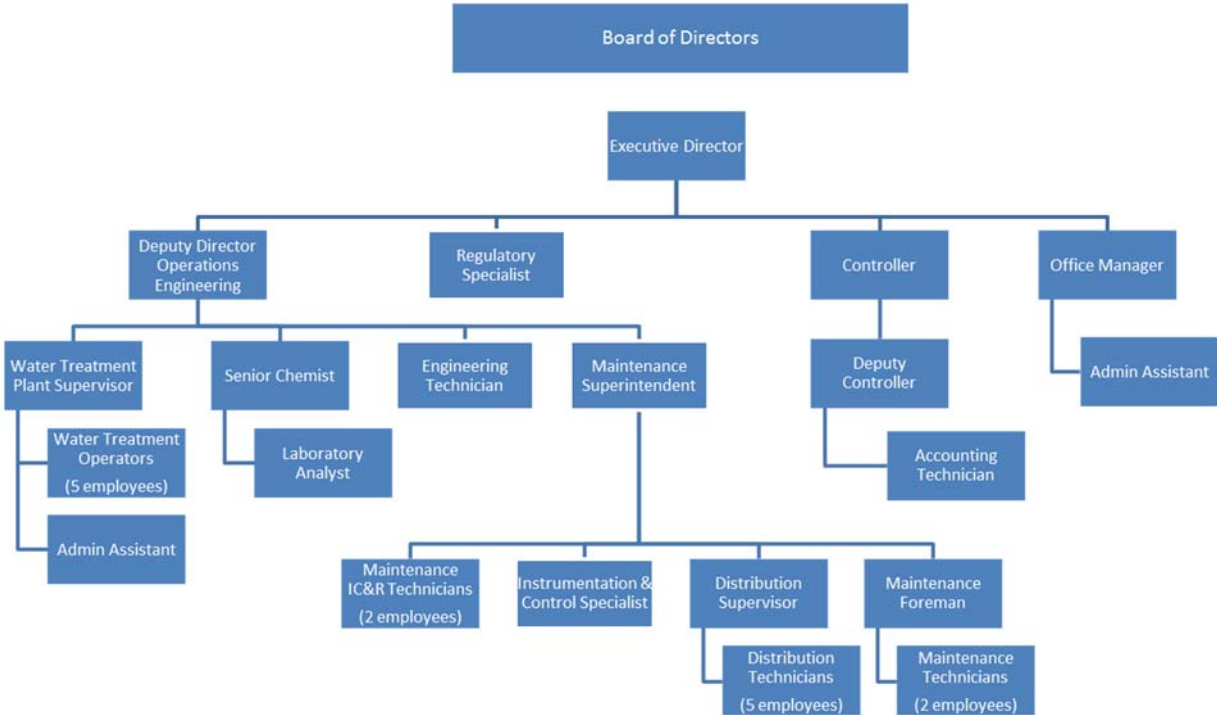 Board of Directors
Executive Director
Deputy Director
Operations
Engineering
Regulatory
Specialist
Controller
Office Manager
Water Treatment
Plant Supervisor
Senior Chemist
Engineering
Technician
Maintenance
Superintendent
Deputy
Controller
Admin Assistant
Water Treatment
Operators
(5 employees)
Laboratory
Analyst
Accounting
Technician
Admin Assistant
Maintenance
IC&R Technicians
(2 employees)
Instrumentation &
Control Specialist
Distribution
Supervisor
Maintenance
Foreman
Distribution
Technicians
(5 employees)
Maintenance
Technicians
(2 employees)